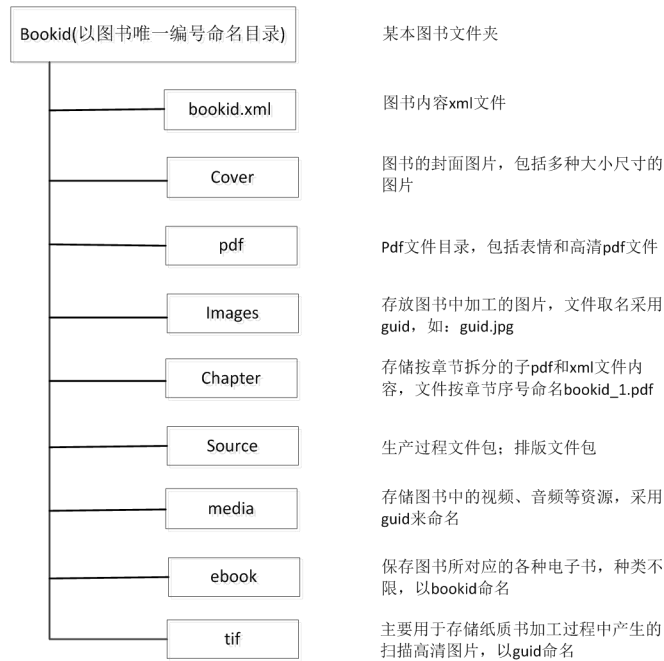 Bookid(以图书唯一编号命名目录)
某本图书文件夹
bookid.xml
图书内容xml文件
Cover
图书的封面图片，包括多种大小尺寸的
图片
pdf
Pdf文件目录，包括表情和高清pdf文件
Images
存放图书中加工的图片，文件取名采用
guid，如：guid.jpg
Chapter
存储按章节拆分的子pdf和xml文件内
容，文件按章节序号命名bookid_1.pdf
Source
生产过程文件包；排版文件包
media
存储图书中的视频、音频等资源，采用
guid来命名
ebook
保存图书所对应的各种电子书，种类不
限，以bookid命名
tif
主要用于存储纸质书加工过程中产生的
扫描高清图片，以guid命名